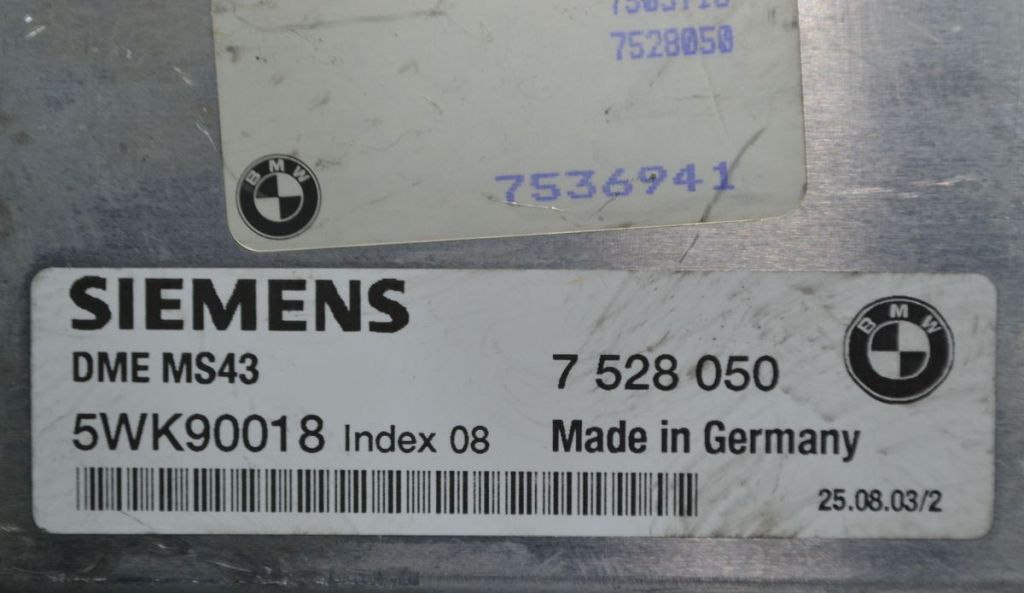 7528050
BMW
7536941
SIEMENS
DME MS43
7 528 050
BMW
5WK90018 Index 08
Made in Germany
25.08.03/2